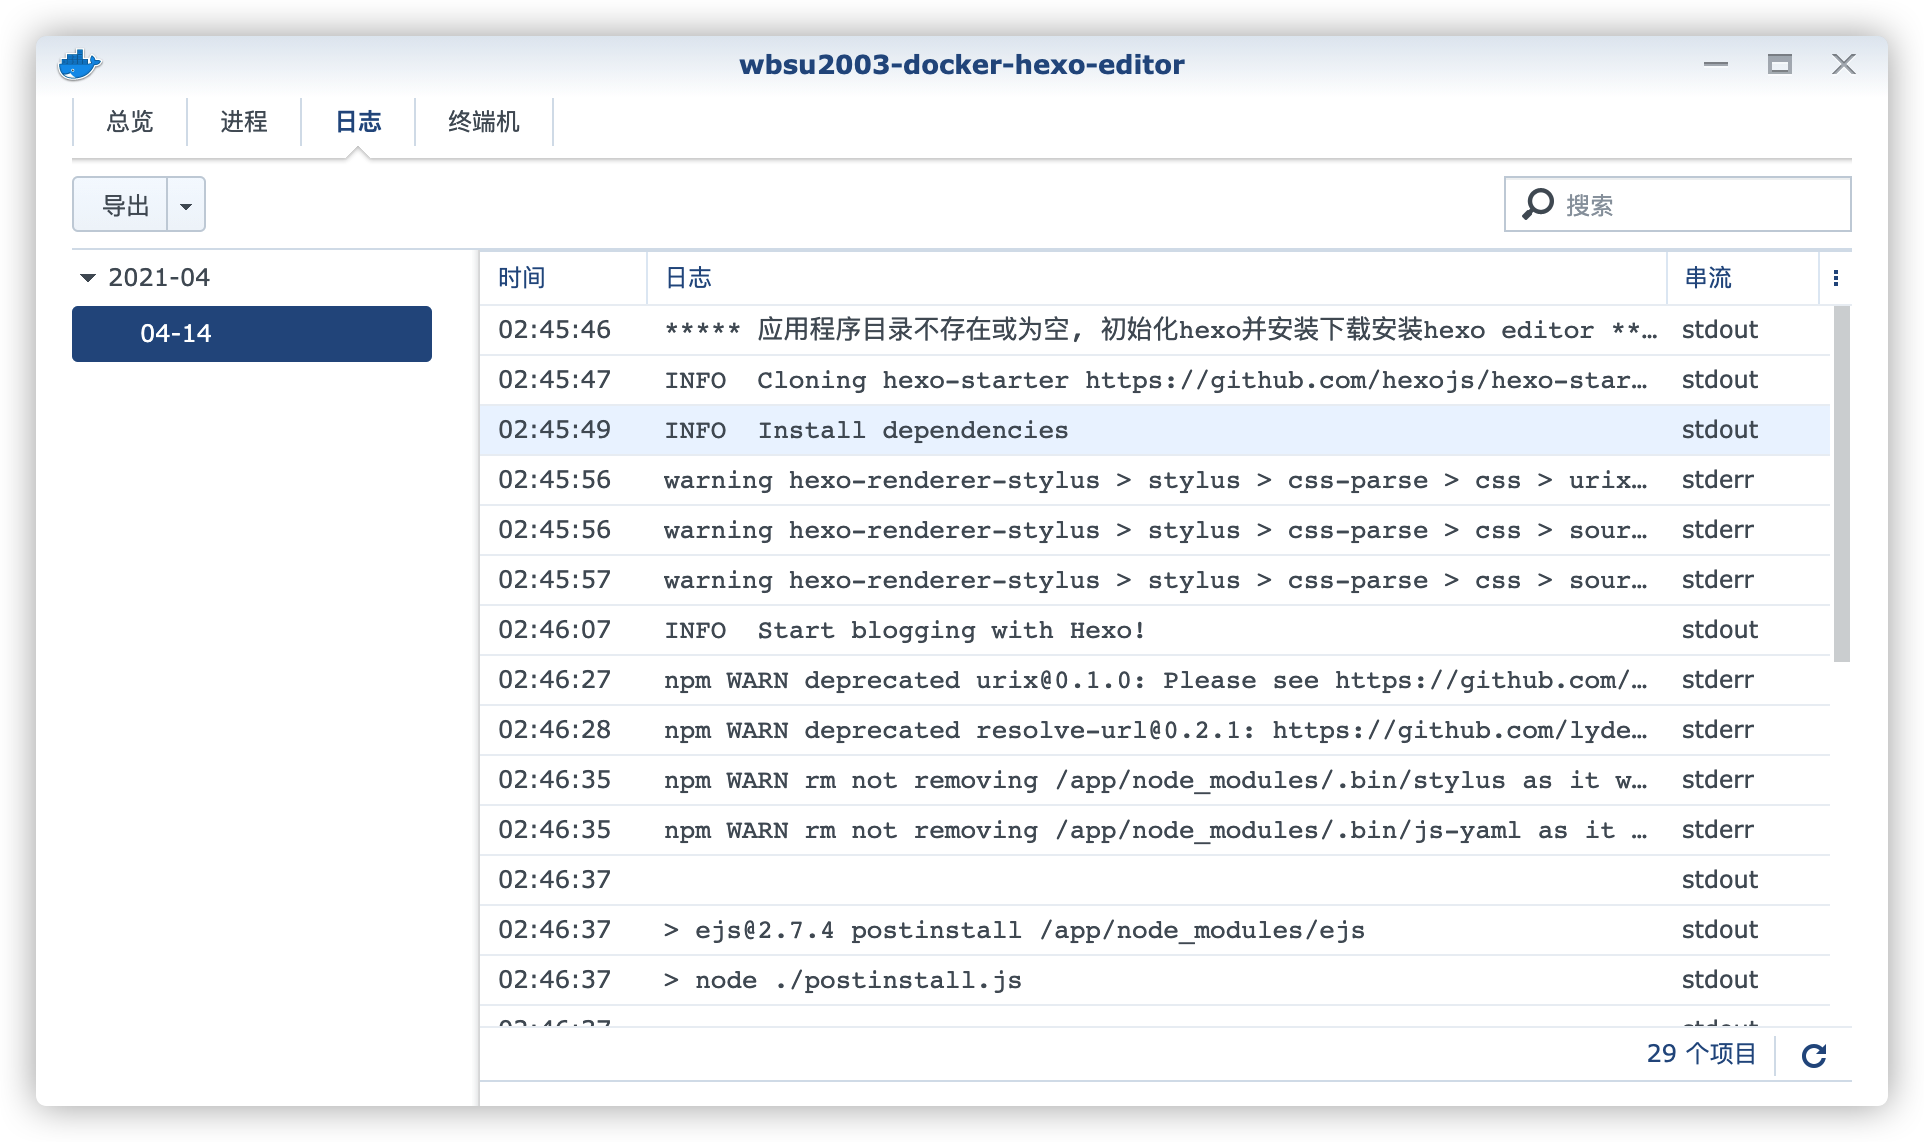 wbsu2003-docker-hexo-editor
总览 进程 日志 终端机
导出 搜索
2021-04
04-14
时间 日志 串流
02:45:46 ***** 应用程序目录不存在或为空, 初始化hexo并安装下载安装hexo editor **… stdout
02:45:47 INFO  Cloning hexo-starter https://github.com/hexojs/hexo-star… stdout
02:45:49 INFO  Install dependencies stdout
02:45:56 warning hexo-renderer-stylus > stylus > css-parse > css > urix… stderr
02:45:56 warning hexo-renderer-stylus > stylus > css-parse > css > sour… stderr
02:45:57 warning hexo-renderer-stylus > stylus > css-parse > css > sour… stderr
02:46:07 INFO  Start blogging with Hexo! stdout
02:46:27 npm WARN deprecated urix@0.1.0: Please see https://github.com/… stderr
02:46:28 npm WARN deprecated resolve-url@0.2.1: https://github.com/lyde… stderr
02:46:35 npm WARN rm not removing /app/node_modules/.bin/stylus as it w… stderr
02:46:35 npm WARN rm not removing /app/node_modules/.bin/js-yaml as it … stderr
02:46:37 stdout
02:46:37 > ejs@2.7.4 postinstall /app/node_modules/ejs stdout
02:46:37 > node ./postinstall.js stdout
02:46:37 stdout
29 个项目